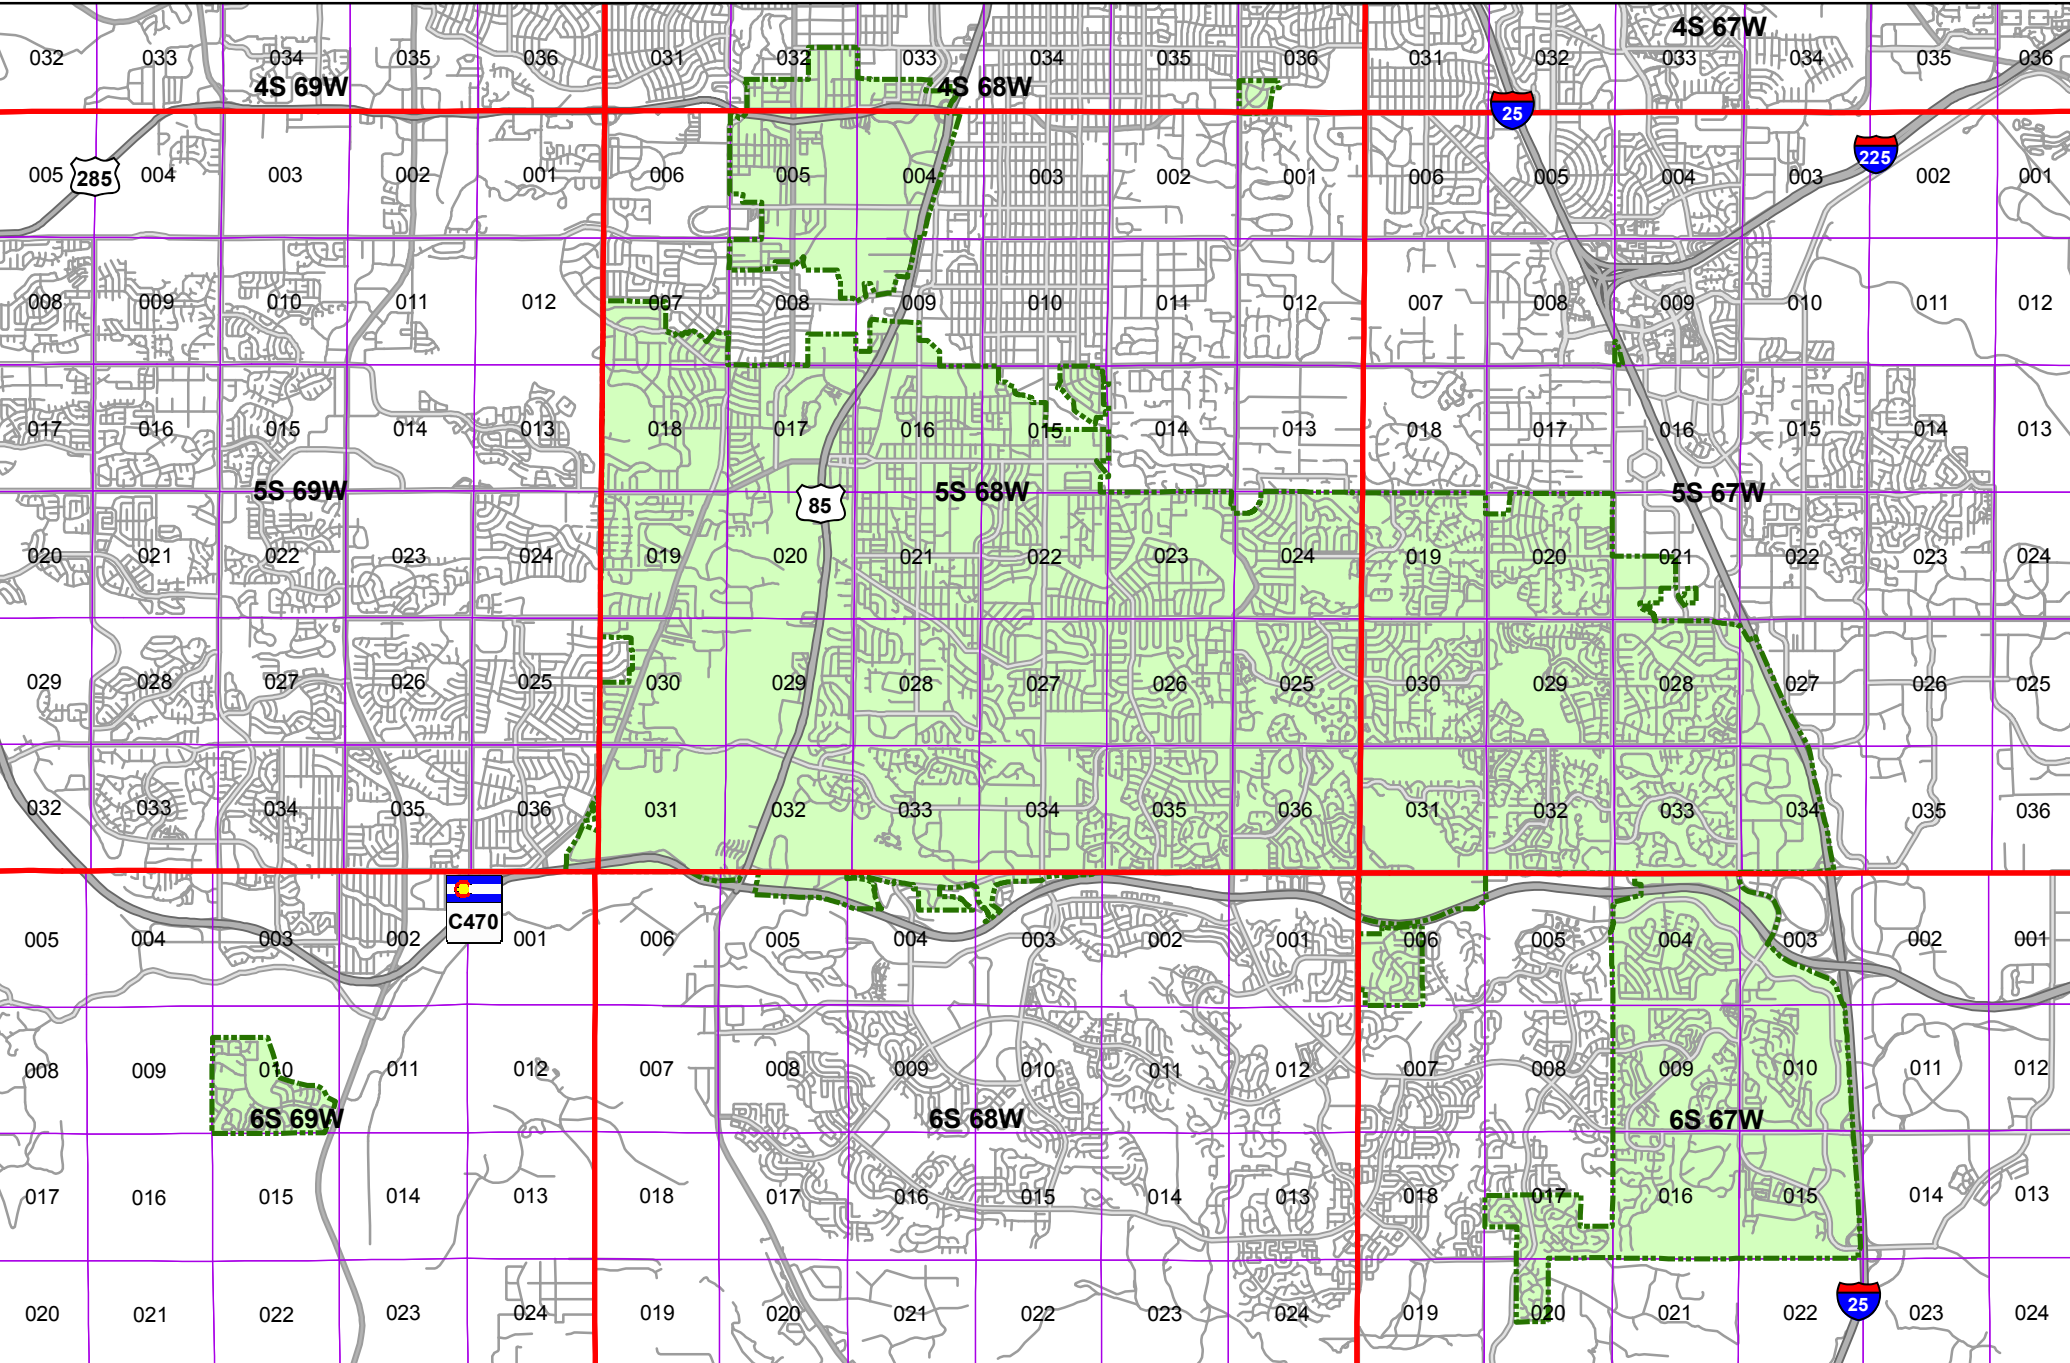 4S 67W
032 033 034 035 036 031 032 033 034 035 036 031 032 033 034 035 036
4S 69W 4S 68W
25
225
005 285 004 003 002 001 006 005 004 003 002 001 006 005 004 003 002 001
008 009 010 011 012 007 008 009 010 011 012 007 008 009 010 011 012
017 016 015 014 013 018 017 016 015 014 013 018 017 016 015 014 013
5S 69W 5S 68W 5S 67W
85
020 021 022 023 024 019 020 021 022 023 024 019 020 021 022 023 024
029 028 027 026 025 030 029 028 027 026 025 030 029 028 027 026 025
032 033 034 035 036 031 032 033 034 035 036 031 032 033 034 035 036
C470
005 004 003 002 001 006 005 004 003 002 001 006 005 004 003 002 001
008 009 010 011 012 007 008 009 010 011 012 007 008 009 010 011 012
6S 69W 6S 68W 6S 67W
017 016 015 014 013 018 017 016 015 014 013 018 017 016 015 014 013
25
020 021 022 023 024 019 020 021 022 023 024 019 020 021 022 023 024